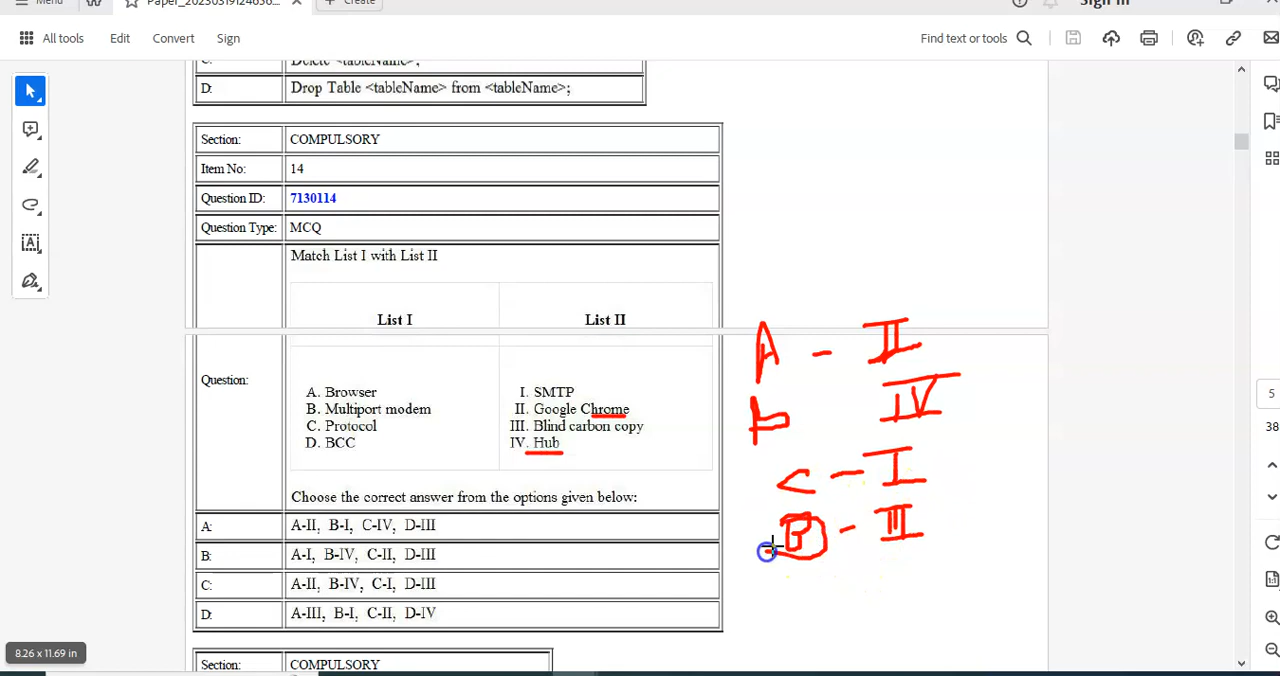 Menu Paper_20230319124656... Create Sign in
All tools Edit Convert Sign Find text or tools
C: Delete <tableName>;
D: Drop Table <tableName> from <tableName>;
Section: COMPULSORY
Item No: 14
Question ID: 7130114
Question Type: MCQ
Match List I with List II
List I List II
Question:
A. Browser I. SMTP
B. Multiport modem II. Google Chrome
C. Protocol III. Blind carbon copy
D. BCC IV. Hub
Choose the correct answer from the options given below:
A: A-II, B-I, C-IV, D-III
B: A-I, B-IV, C-II, D-III
C: A-II, B-IV, C-I, D-III
D: A-III, B-I, C-II, D-IV
Section: COMPULSORY
A - II
B IV
C - I
D - III
5
38
8.26 x 11.69 in